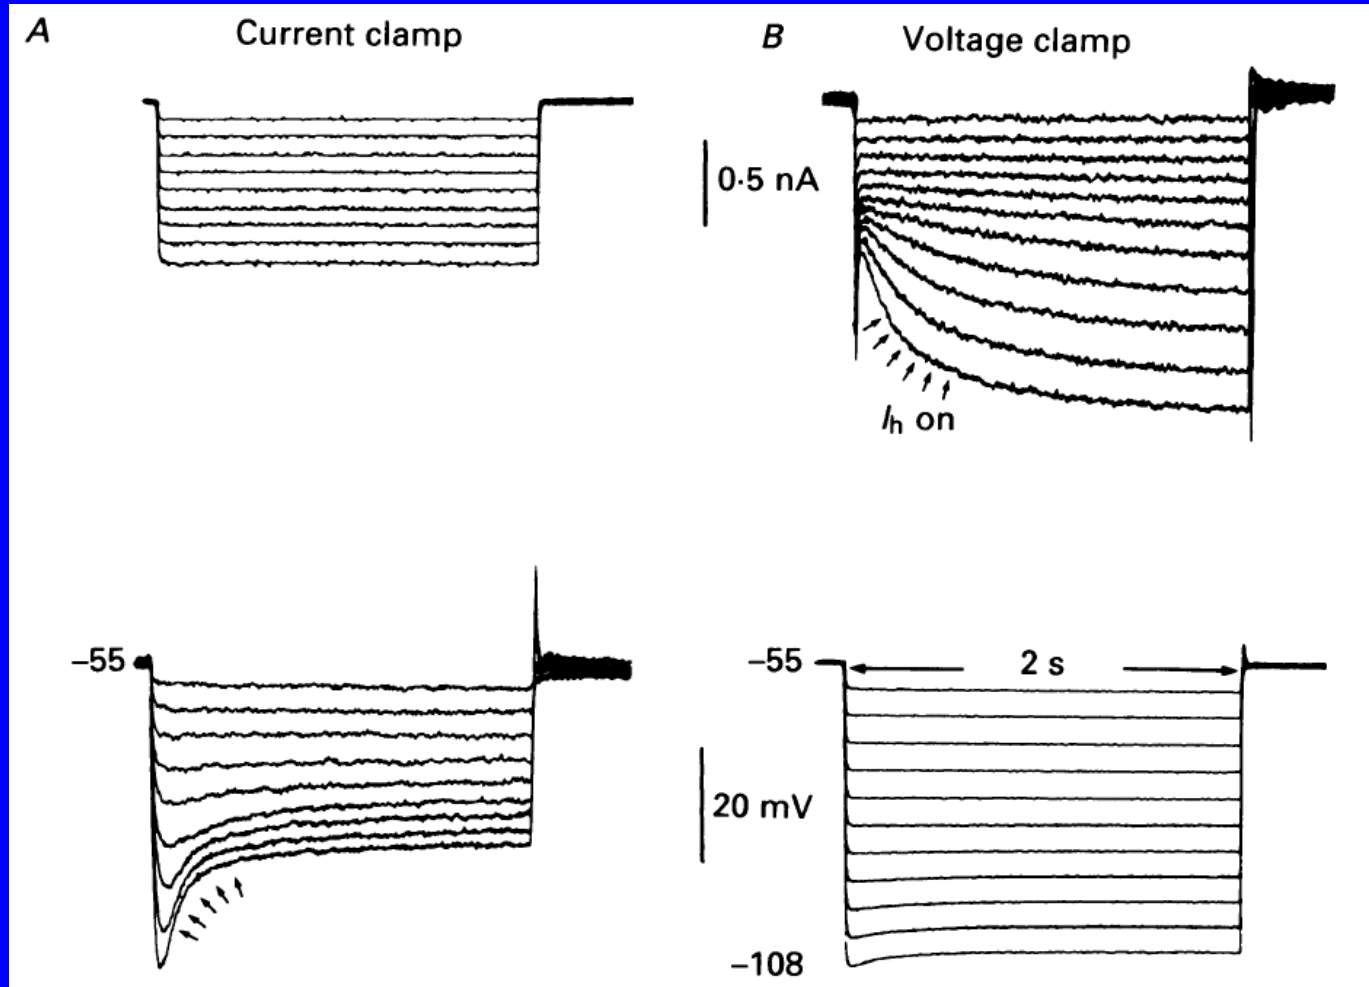 A
Current clamp
B
Voltage clamp
0·5 nA
Ih on
−55
−55
2 s
20 mV
−108